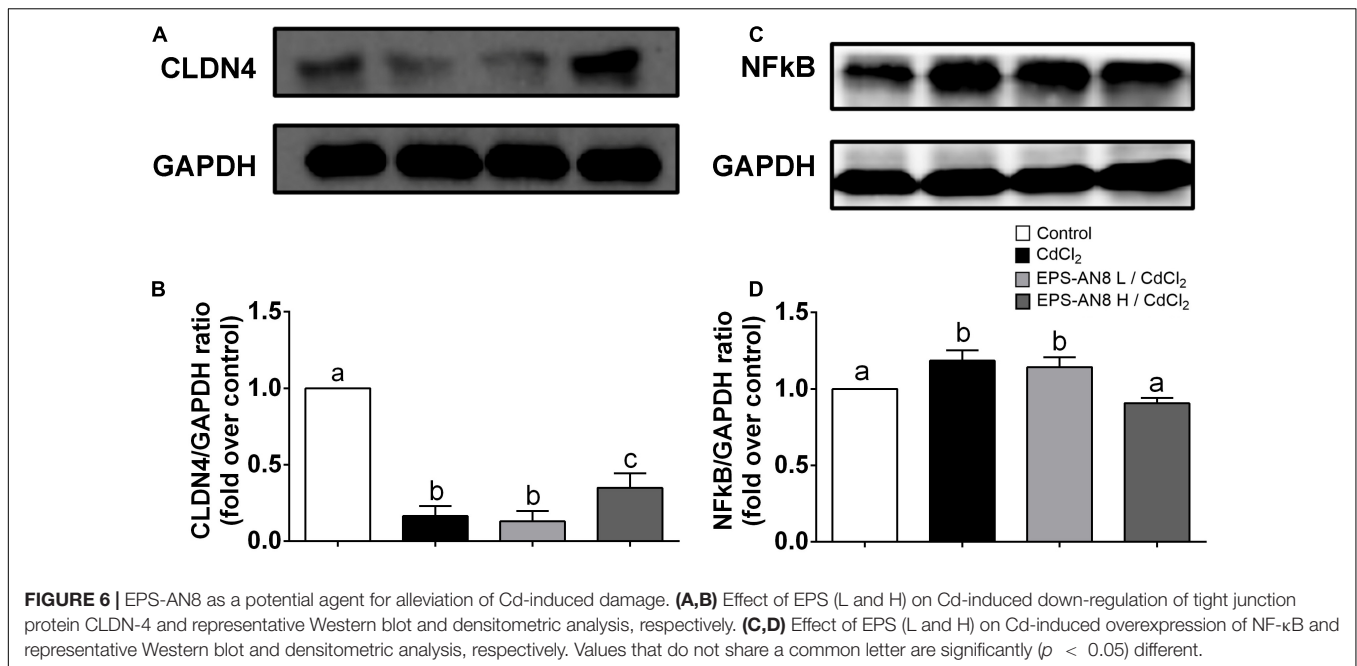 A
CLDN4
GAPDH
C
NFkB
GAPDH
Control
CdCl₂
EPS-AN8 L / CdCl₂
EPS-AN8 H / CdCl₂
B
CLDN4/GAPDH ratio
(fold over control)
1.5
1.0
0.5
0.0
a
b
b
c
D
NFkB/GAPDH ratio
(fold over control)
1.5
1.0
0.5
0.0
a
b
b
a
FIGURE 6 | EPS-AN8 as a potential agent for alleviation of Cd-induced damage. (A,B) Effect of EPS (L and H) on Cd-induced down-regulation of tight junction
protein CLDN-4 and representative Western blot and densitometric analysis, respectively. (C,D) Effect of EPS (L and H) on Cd-induced overexpression of NF-κB and
representative Western blot and densitometric analysis, respectively. Values that do not share a common letter are significantly (p < 0.05) different.